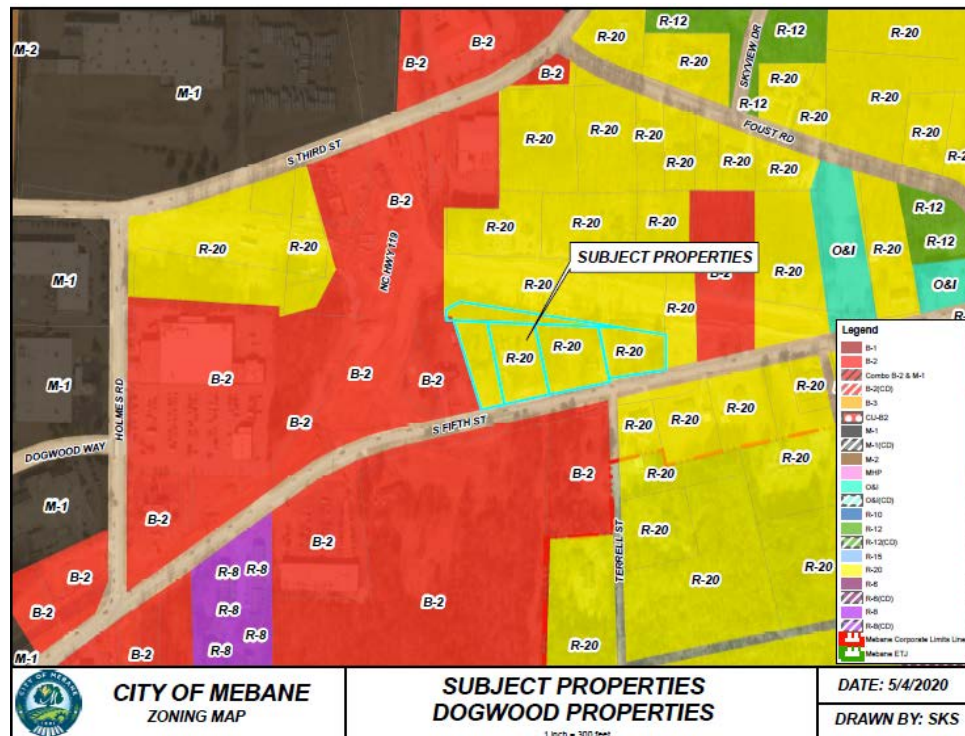 M-2
M-1
B-2
B-2
B-2
R-20
R-20
R-12
R-12
R-20
R-20
SKYVIEW DR
R-12
R-20
R-20
FOUST RD
S THIRD ST
R-20
R-20
R-20
R-20
R-20
R-20
B-2
R-20
R-20
NC HWY 119
R-20
R-20
R-20
SUBJECT PROPERTIES
B-2
R-20
O&I
R-20
R-12
R-12
O&I
M-1
M-1
HOLMES RD
B-2
B-2
B-2
B-2
R-20
R-20
R-20
R-20
S FIFTH ST
DOGWOOD WAY
M-1
B-2
B-2
B-2
B-2
R-20
R-20
R-20
R-20
R-20
R-20
R-20
R-20
R-20
R-20
TERRELL ST
B-2
B-2
R-8
R-8
R-8
R-8
R-8
B-2
B-2
M-1
B-2
Legend
B-1
B-2
Combo B-2 & M-1
B-2(CD)
B-3
CU-B2
M-1
M-1(CD)
M-2
MHP
O&I
O&I(CD)
R-10
R-12
R-12(CD)
R-15
R-20
R-6
R-6(CD)
R-8
R-8(CD)
Mebane Corporate Limits Line
Mebane ETJ
CITY OF MEBANE
CITY OF MEBANE
ZONING MAP
SUBJECT PROPERTIES
DOGWOOD PROPERTIES
1 inch = 300 feet
DATE: 5/4/2020
DRAWN BY: SKS